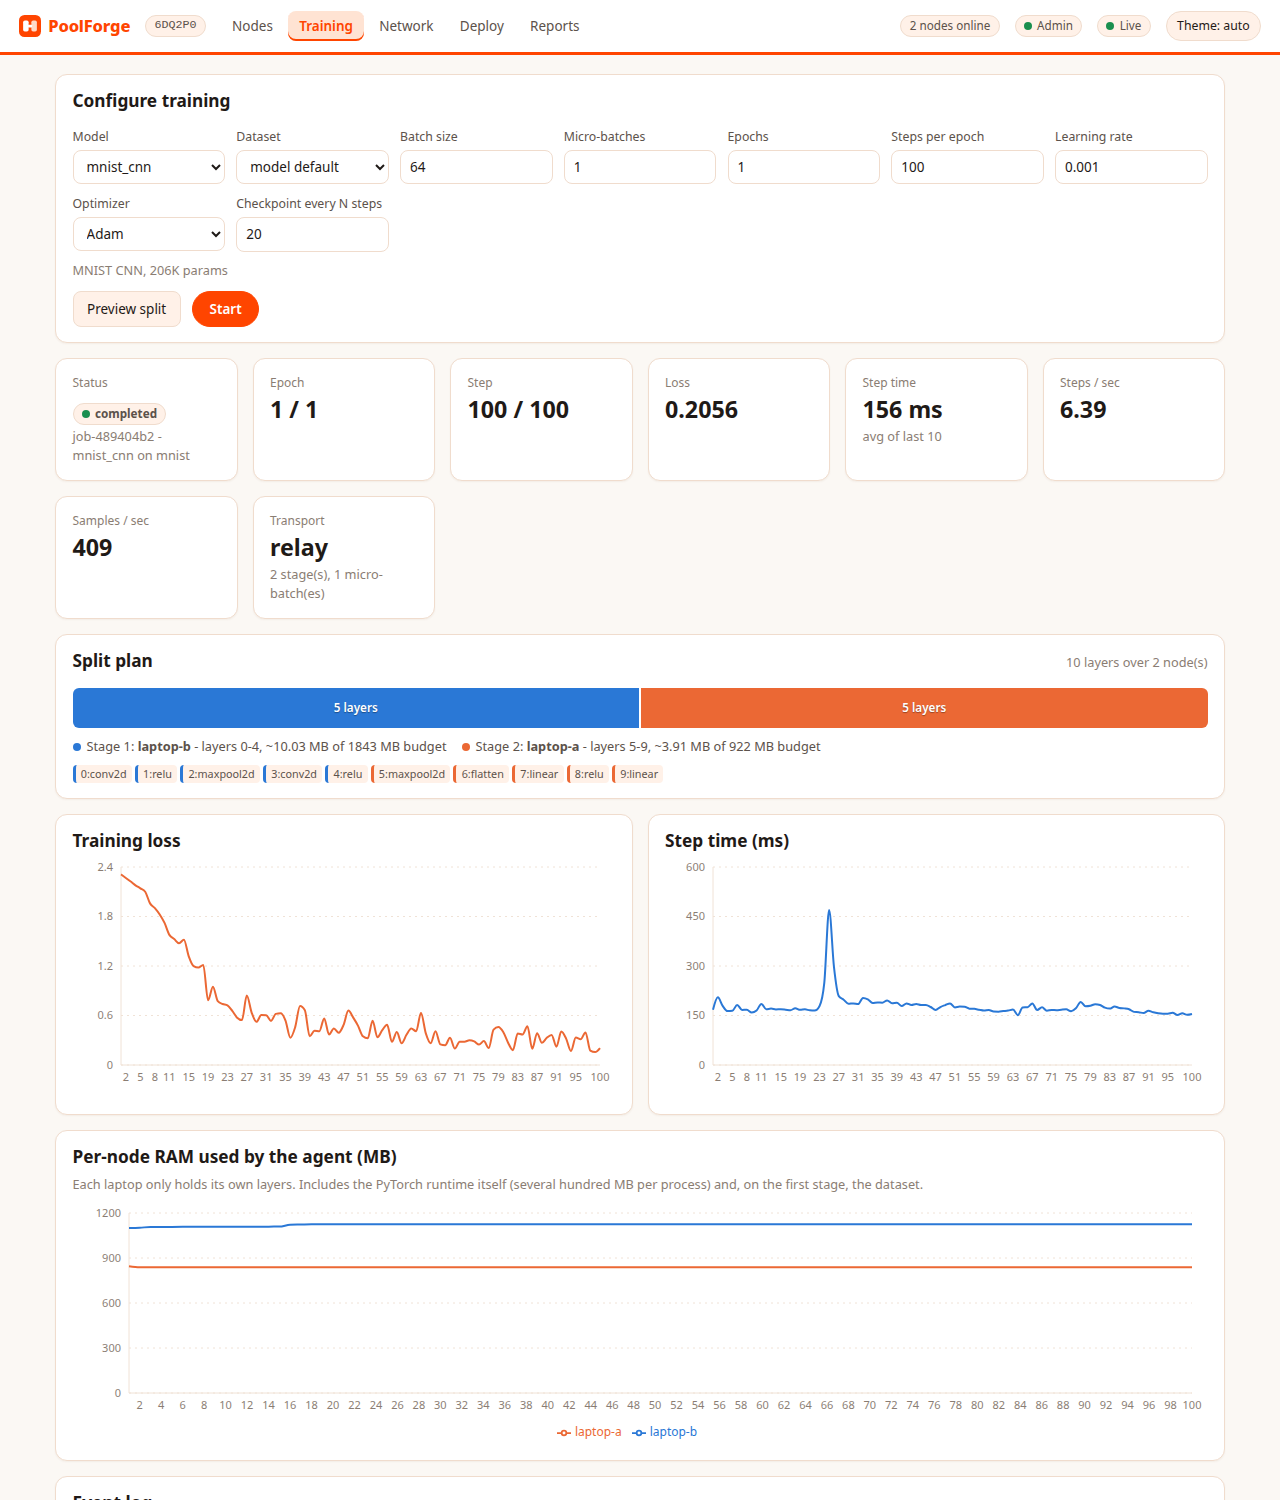 PoolForge
6DQ2P0
Nodes
Training
Network
Deploy
Reports
2 nodes online
Admin
Live
Theme: auto
Configure training
Model
Dataset
Batch size
Micro-batches
Epochs
Steps per epoch
Learning rate
mnist_cnn
model default
64
1
1
100
0.001
Optimizer
Checkpoint every N steps
Adam
20
MNIST CNN, 206K params
Preview split
Start
Status
completed
job-489404b2 -
mnist_cnn on mnist
Epoch
1 / 1
Step
100 / 100
Loss
0.2056
Step time
156 ms
avg of last 10
Steps / sec
6.39
Samples / sec
409
Transport
relay
2 stage(s), 1 micro-
batch(es)
Split plan
10 layers over 2 node(s)
5 layers
5 layers
Stage 1: laptop-b - layers 0-4, ~10.03 MB of 1843 MB budget
Stage 2: laptop-a - layers 5-9, ~3.91 MB of 922 MB budget
0:conv2d 1:relu 2:maxpool2d 3:conv2d 4:relu 5:maxpool2d 6:flatten 7:linear 8:relu 9:linear
Training loss
2.4
1.8
1.2
0.6
0
2 5 8 11 15 19 23 27 31 35 39 43 47 51 55 59 63 67 71 75 79 83 87 91 95 100
Step time (ms)
600
450
300
150
0
2 5 8 11 15 19 23 27 31 35 39 43 47 51 55 59 63 67 71 75 79 83 87 91 95 100
Per-node RAM used by the agent (MB)
Each laptop only holds its own layers. Includes the PyTorch runtime itself (several hundred MB per process) and, on the first stage, the dataset.
1200
900
600
300
0
2 4 6 8 10 12 14 16 18 20 22 24 26 28 30 32 34 36 38 40 42 44 46 48 50 52 54 56 58 60 62 64 66 68 70 72 74 76 78 80 82 84 86 88 90 92 94 96 98 100
laptop-a laptop-b
Event log